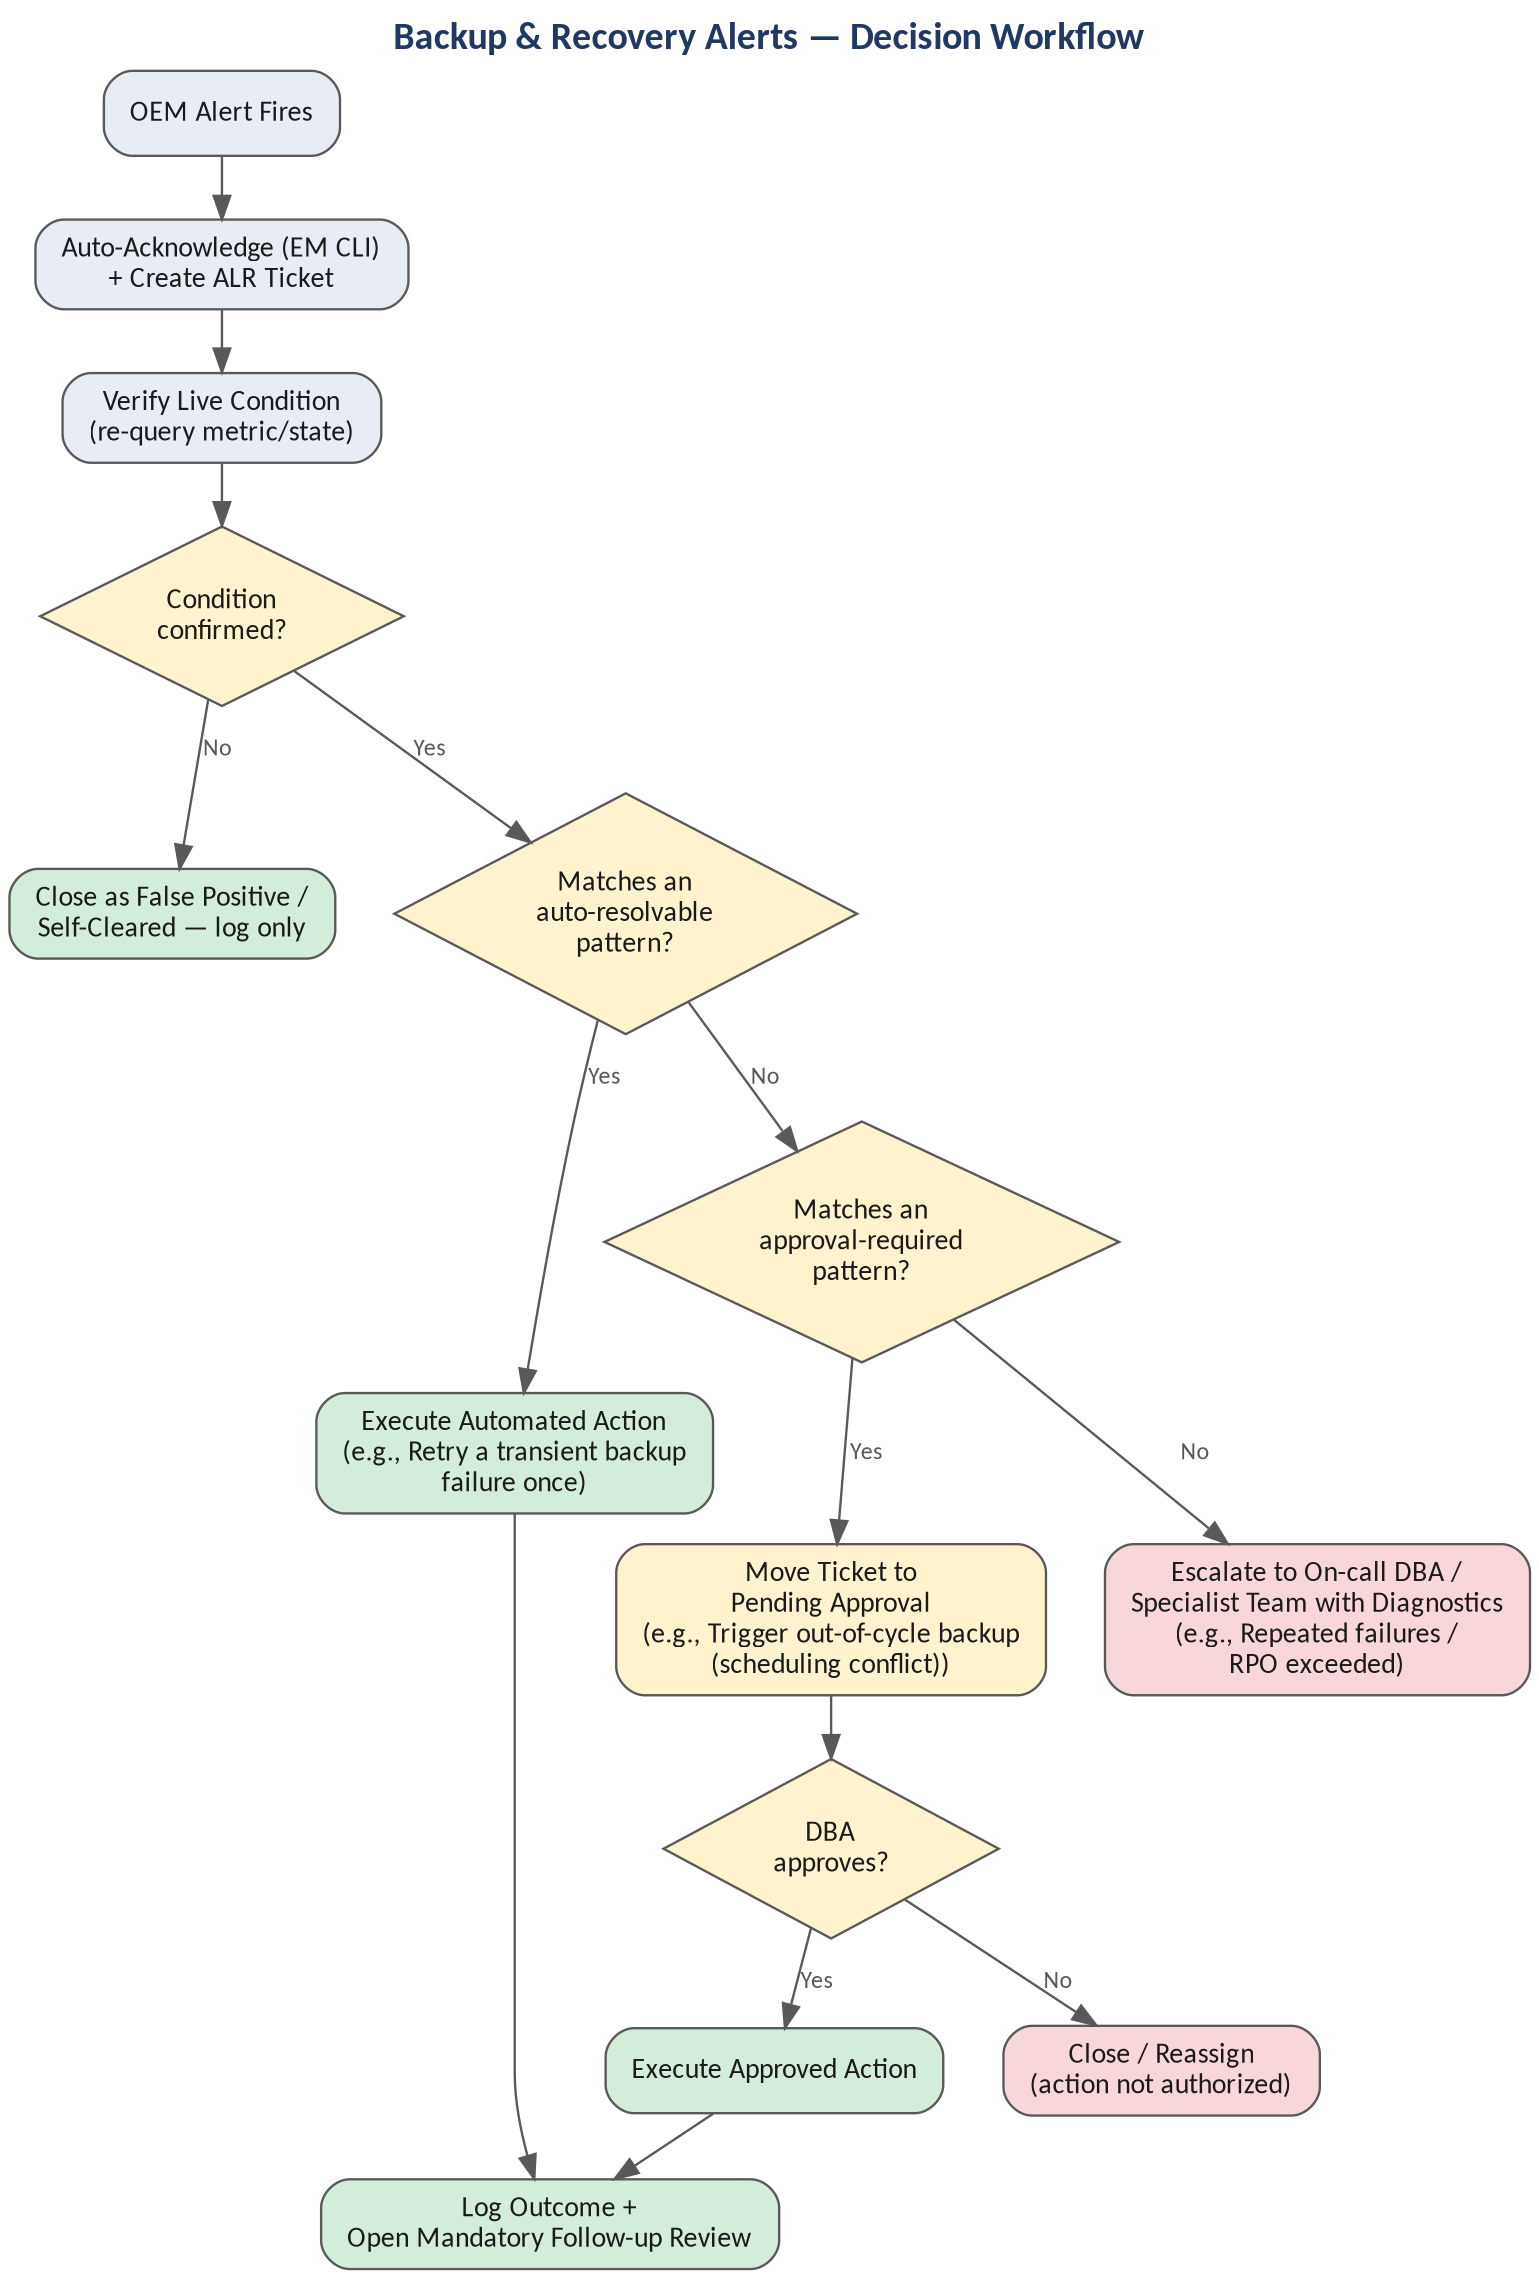 Backup & Recovery Alerts — Decision Workflow
OEM Alert Fires
Auto-Acknowledge (EM CLI)
+ Create ALR Ticket
Verify Live Condition
(re-query metric/state)
Condition
confirmed?
No
Yes
Close as False Positive /
Self-Cleared — log only
Matches an
auto-resolvable
pattern?
Yes
No
Matches an
approval-required
pattern?
Execute Automated Action
(e.g., Retry a transient backup
failure once)
Yes
No
Move Ticket to
Pending Approval
(e.g., Trigger out-of-cycle backup
(scheduling conflict))
Escalate to On-call DBA /
Specialist Team with Diagnostics
(e.g., Repeated failures /
RPO exceeded)
DBA
approves?
Yes
No
Execute Approved Action
Close / Reassign
(action not authorized)
Log Outcome +
Open Mandatory Follow-up Review